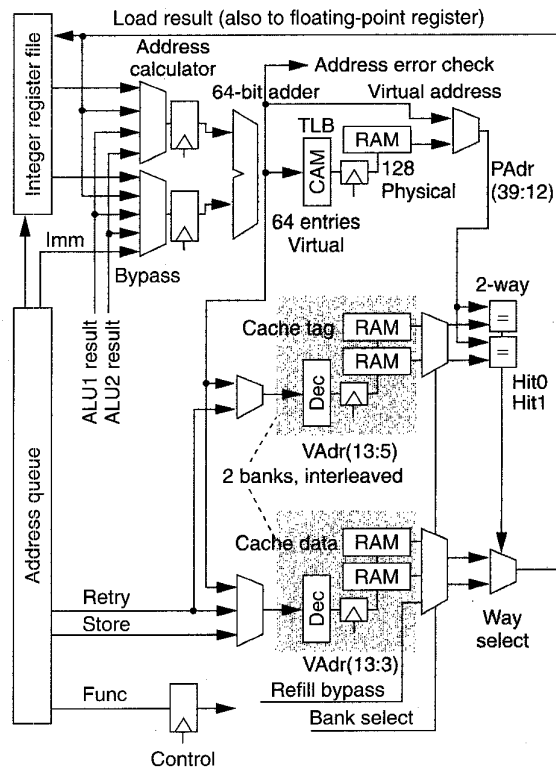 Load result (also to floating-point register)
Integer register file
Address
calculator
64-bit adder
Address error check
Virtual address
TLB
CAM
RAM
128
Physical
64 entries
Virtual
PAdr
(39:12)
Imm
Bypass
ALU1 result
ALU2 result
2-way
=
=
Hit0
Hit1
Cache tag
RAM
RAM
Dec
VAdr(13:5)
2 banks, interleaved
Address queue
Cache data
RAM
RAM
Dec
VAdr(13:3)
Retry
Store
Way
select
Func
Refill bypass
Bank select
Control